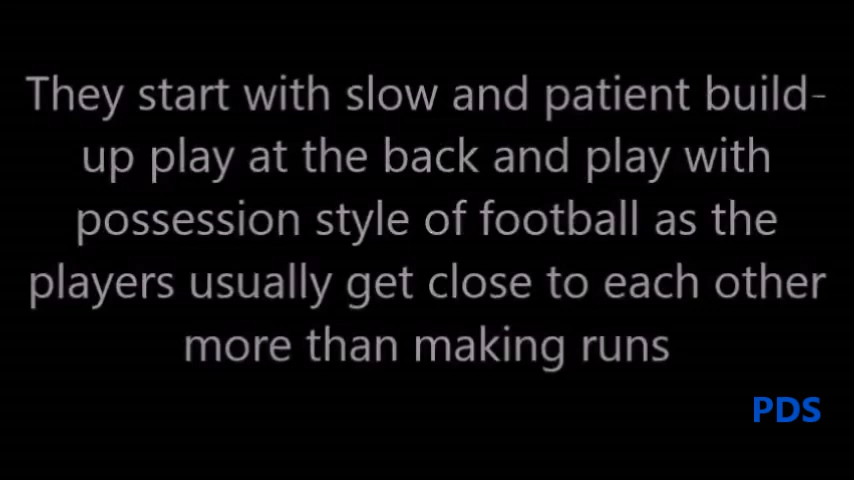 They start with slow and patient build-
up play at the back and play with
possession style of football as the
players usually get close to each other
more than making runs
PDS